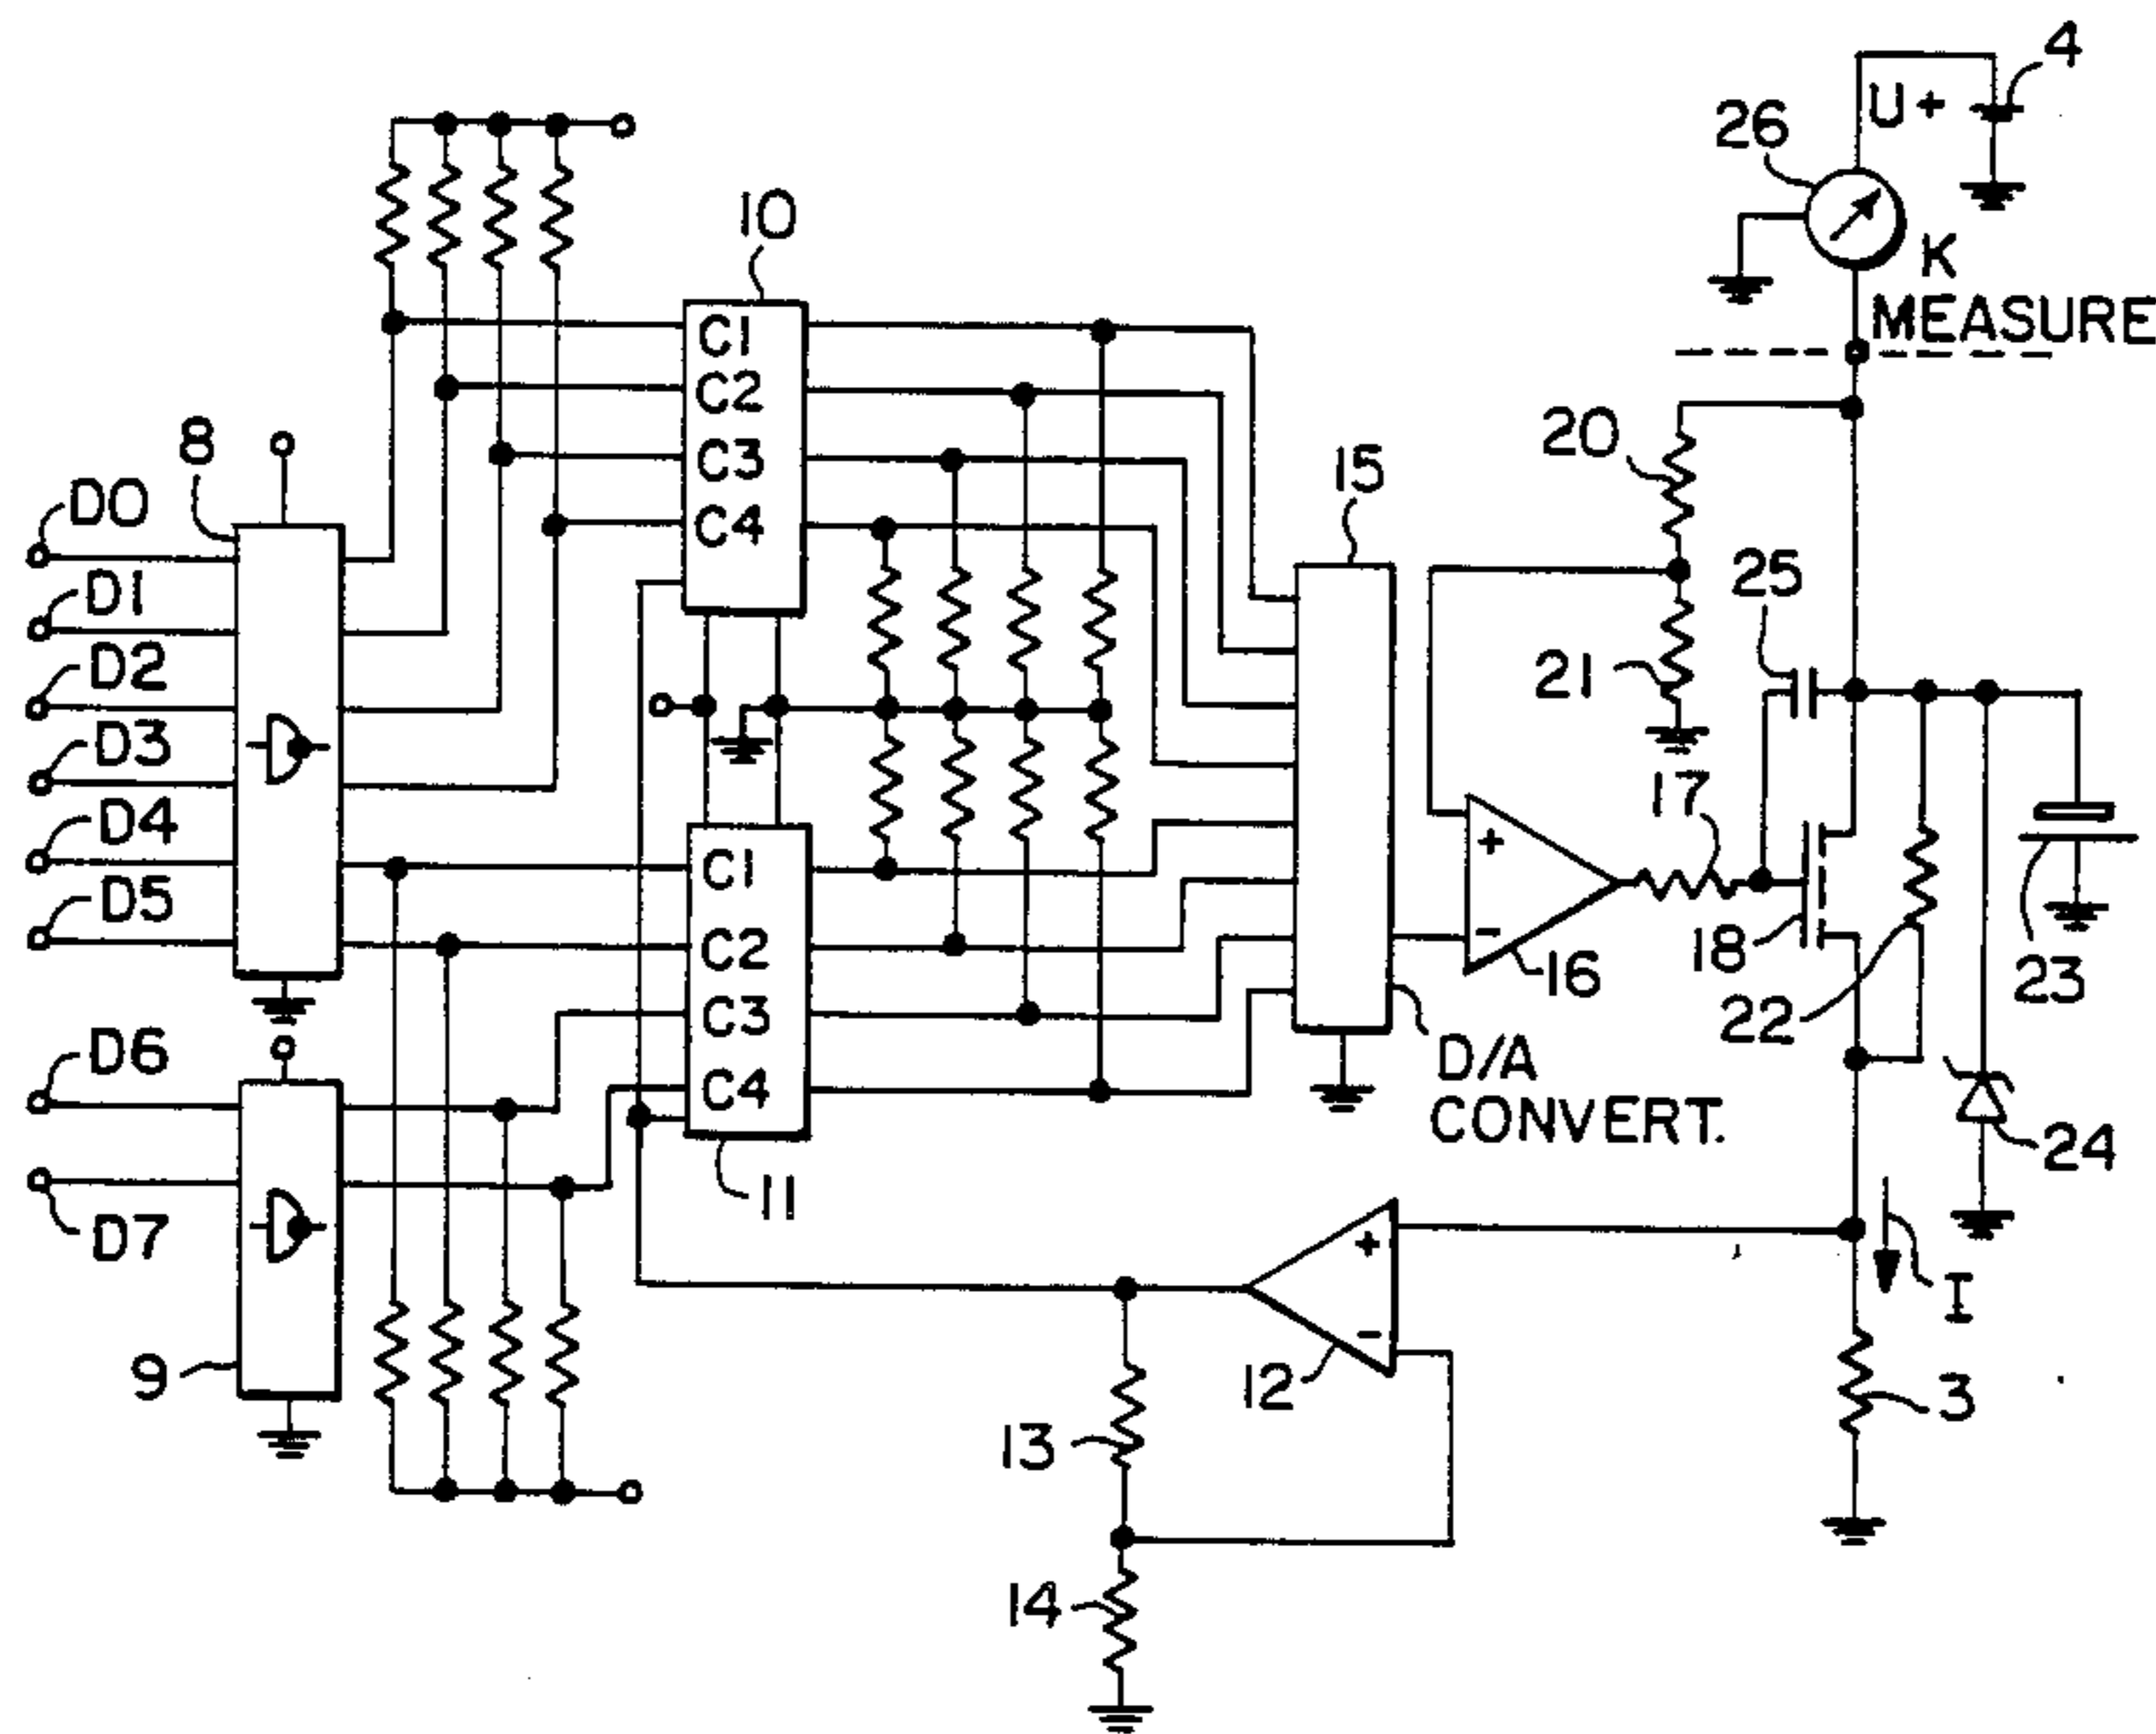 4
U+
26
K
MEASURE
10
C1
C2
C3
C4
8
D0
D1
D2
D3
D4
D5
15
20
25
21
17
+
-
16
18
22
23
D/A
CONVERT.
24
C1
C2
C3
C4
11
D6
D7
9
+
-
12
I
3
13
14